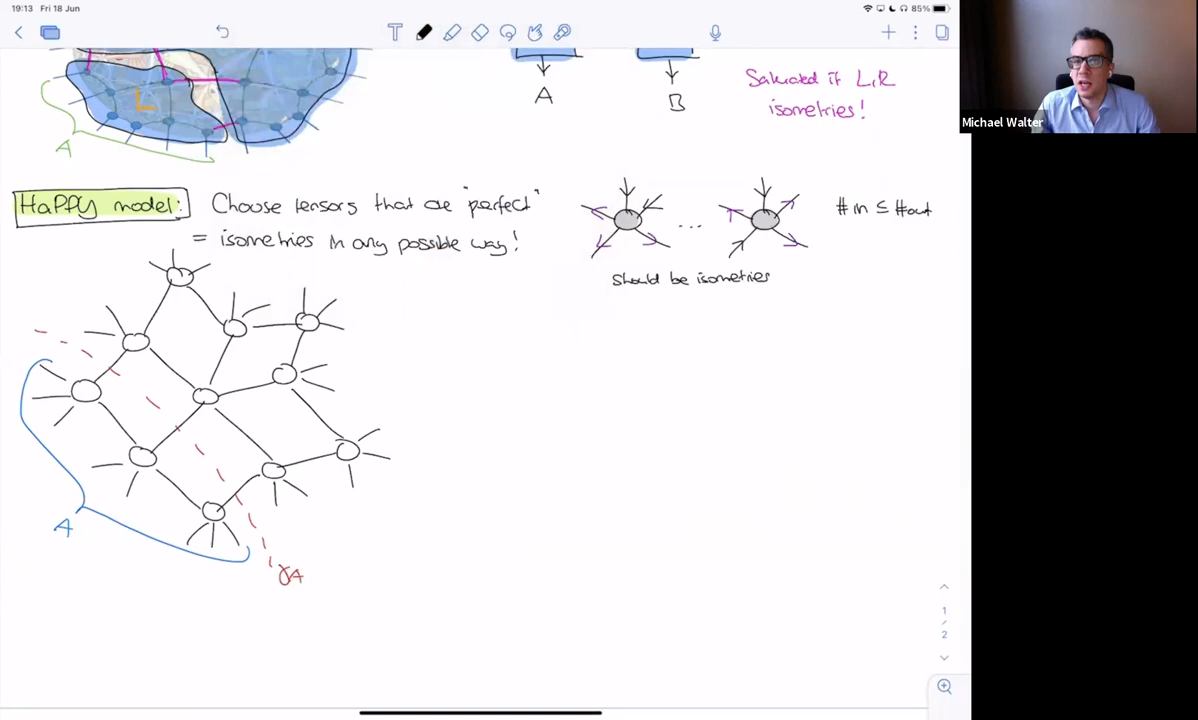 19:13 Fri 18 Jun
85%
L
A
A
B
Saturated if L,R
isometries!
Michael Walter
HaPPY model:
Choose tensors that are "perfect"
= isometries in any possible way!
...
# in ≤ # out
should be isometries
A
γA
1
/
2